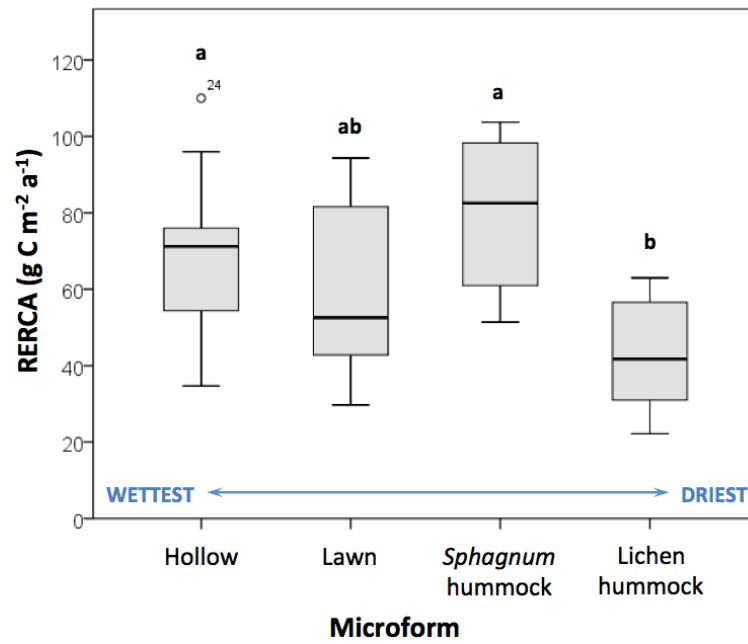 RERCA (g C m⁻² a⁻¹)
120
100
80
60
40
20
0
a
24
ab
a
b
WETTEST
DRIEST
Hollow
Lawn
Sphagnum
hummock
Lichen
hummock
Microform